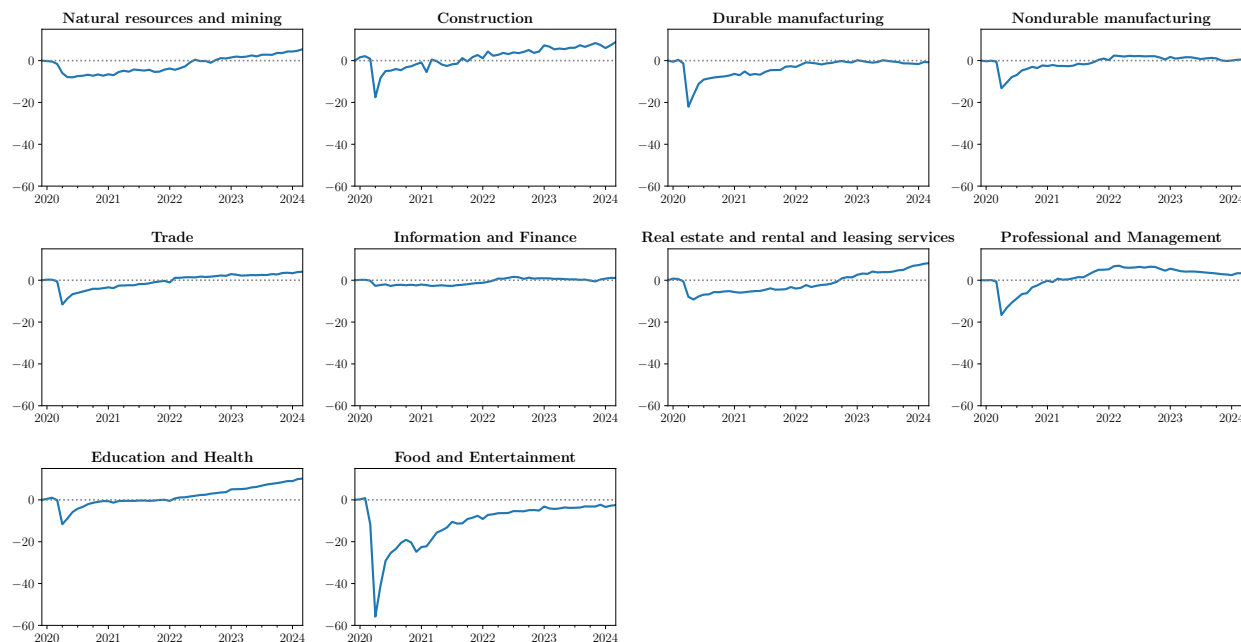 Natural resources and mining
0
−20
−40
−60
2020 2021 2022 2023 2024
Construction
0
−20
−40
−60
2020 2021 2022 2023 2024
Durable manufacturing
0
−20
−40
−60
2020 2021 2022 2023 2024
Nondurable manufacturing
0
−20
−40
−60
2020 2021 2022 2023 2024
Trade
0
−20
−40
−60
2020 2021 2022 2023 2024
Information and Finance
0
−20
−40
−60
2020 2021 2022 2023 2024
Real estate and rental and leasing services
0
−20
−40
−60
2020 2021 2022 2023 2024
Professional and Management
0
−20
−40
−60
2020 2021 2022 2023 2024
Education and Health
0
−20
−40
−60
2020 2021 2022 2023 2024
Food and Entertainment
0
−20
−40
−60
2020 2021 2022 2023 2024